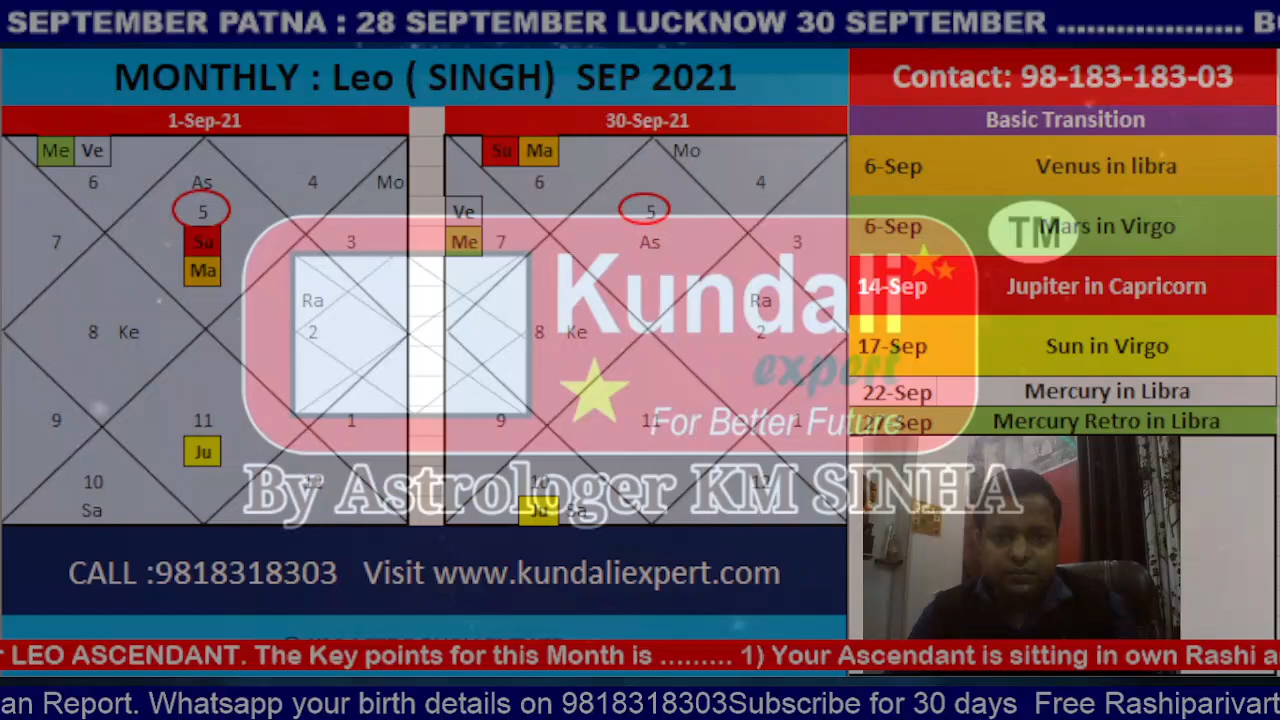 SEPTEMBER PATNA : 28 SEPTEMBER LUCKNOW 30 SEPTEMBER ................... B
MONTHLY : Leo ( SINGH) SEP 2021
Contact: 98-183-183-03
1-Sep-21
30-Sep-21
Basic Transition
Me Ve
6
As
5
Su
Ma
4
Mo
7
3
Ra
2
8 Ke
9
11
Ju
1
10
Sa
12
Su Ma
6
Mo
4
Ve
Me 7
5
As
3
Ra
2
8 Ke
9
11
1
10
Ju Sa
12
6-Sep Venus in libra
6-Sep Mars in Virgo
14-Sep Jupiter in Capricorn
17-Sep Sun in Virgo
22-Sep Mercury in Libra
27-Sep Mercury Retro in Libra
TM
Kundali
expert
For Better Future
By Astrologer KM SINHA
CALL :9818318303 Visit www.kundaliexpert.com
LEO ASCENDANT. The Key points for this Month is ......... 1) Your Ascendant is sitting in own Rashi a
an Report. Whatsapp your birth details on 9818318303Subscribe for 30 days Free Rashiparivart